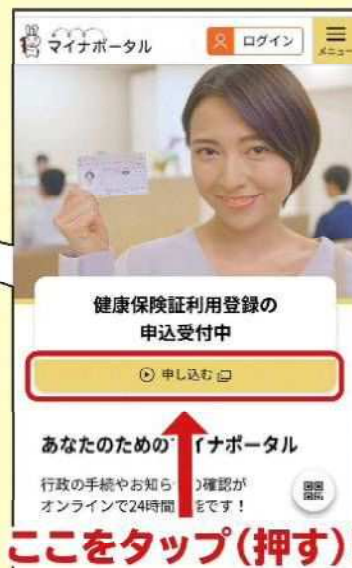 マイナポータル
ログイン
メニュー
健康保険証利用登録の
申込受付中
申し込む
あなたのための
イナポータル
行政の手続やお知ら
確認が
オンラインで24時間
能です！
ここをタップ（押す）